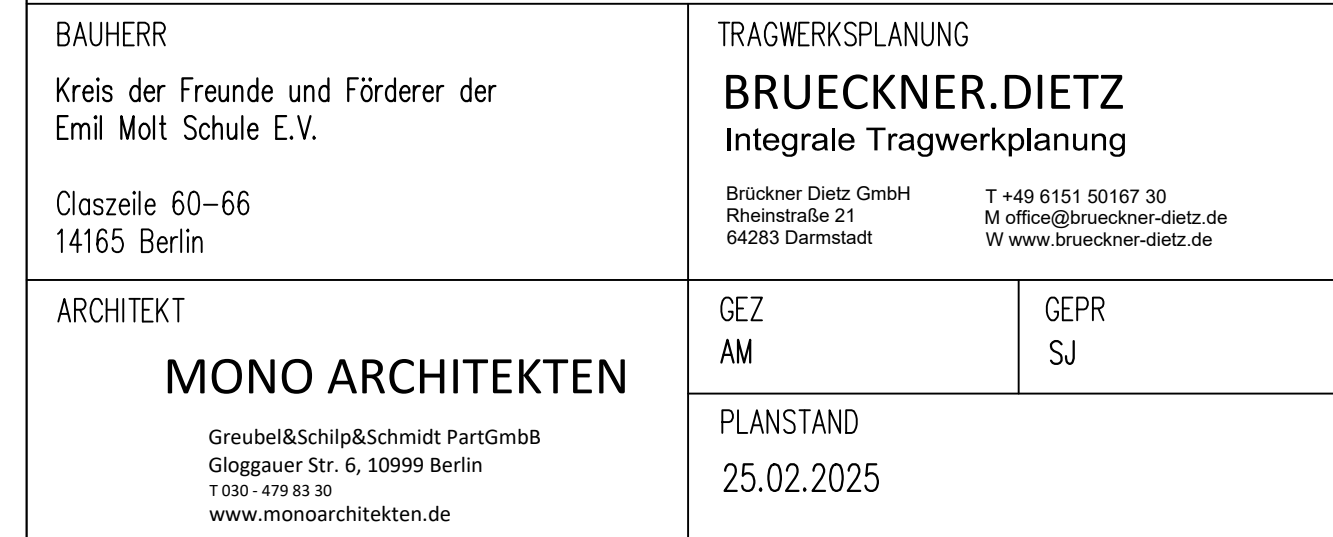 BAUHERR
Kreis der Freunde und Förderer der
Emil Molt Schule E.V.
Claszeile 60-66
14165 Berlin
TRAGWERKSPLANUNG
BRUECKNER.DIETZ
Integrale Tragwerkplanung
Brückner Dietz GmbH
Rheinstraße 21
64283 Darmstadt
T +49 6151 50167 30
M office@brueckner-dietz.de
W www.brueckner-dietz.de
ARCHITEKT
MONO ARCHITEKTEN
Greubel&Schilp&Schmidt PartGmbB
Gloggauer Str. 6, 10999 Berlin
T 030 - 479 83 30
www.monoarchitekten.de
GEZ
AM
GEPR
SJ
PLANSTAND
25.02.2025